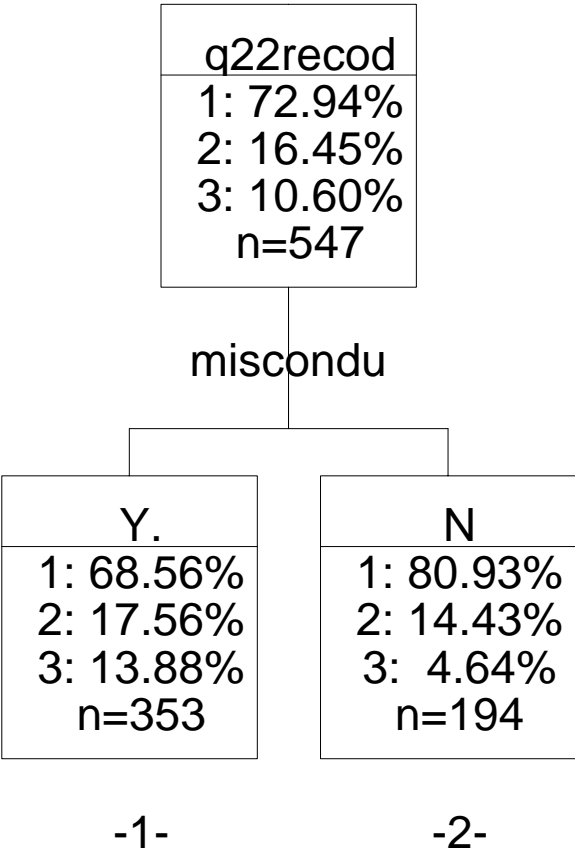 q22recod
1: 72.94%
2: 16.45%
3: 10.60%
n=547
miscondu
Y.
1: 68.56%
2: 17.56%
3: 13.88%
n=353
-1-
N
1: 80.93%
2: 14.43%
3: 4.64%
n=194
-2-